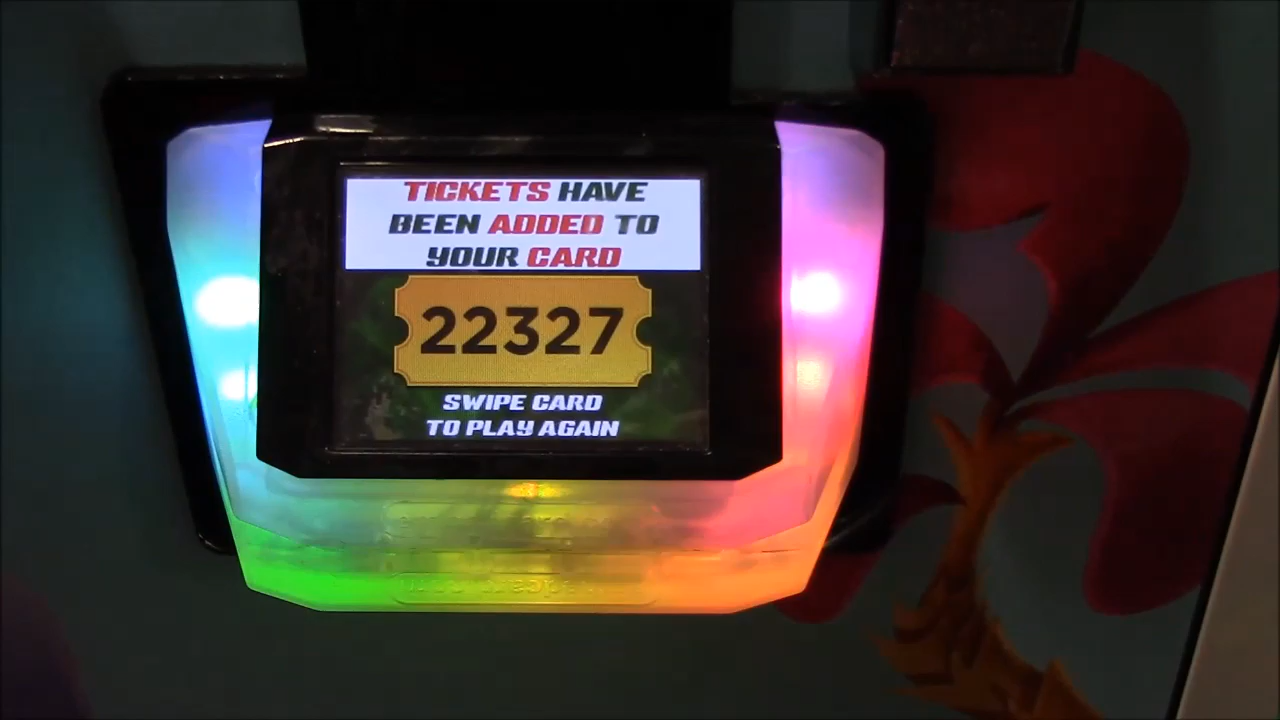 TICKETS HAVE
BEEN ADDED TO
YOUR CARD
22327
SWIPE CARD
TO PLAY AGAIN